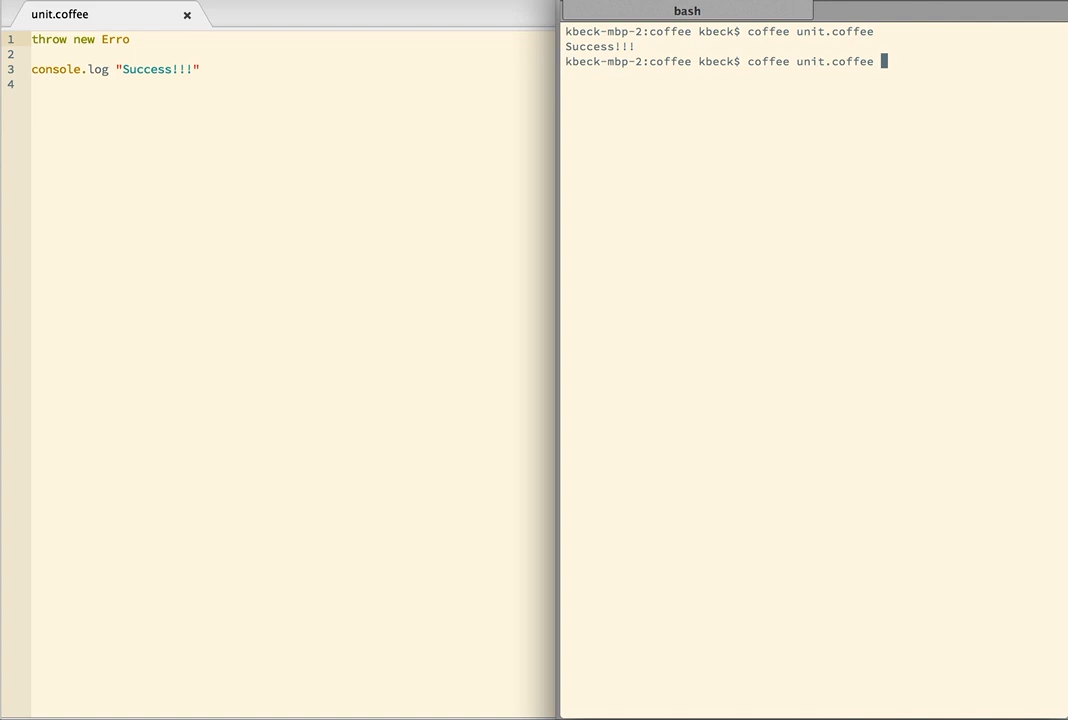 unit.coffee
1 throw new Erro
2
3 console.log "Success!!!"
4
bash
kbeck-mbp-2:coffee kbeck$ coffee unit.coffee
Success!!!
kbeck-mbp-2:coffee kbeck$ coffee unit.coffee